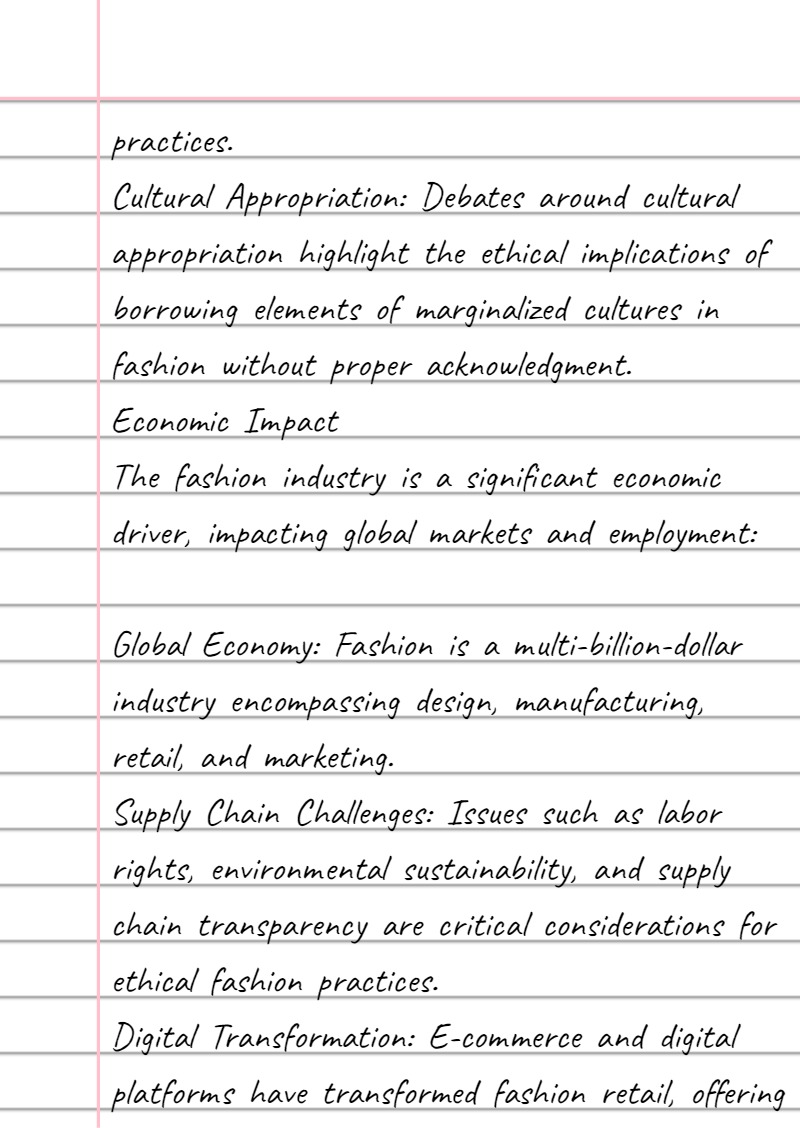 practices.
Cultural Appropriation: Debates around cultural
appropriation highlight the ethical implications of
borrowing elements of marginalized cultures in
fashion without proper acknowledgment.
Economic Impact
The fashion industry is a significant economic
driver, impacting global markets and employment:
Global Economy: Fashion is a multi-billion-dollar
industry encompassing design, manufacturing,
retail, and marketing.
Supply Chain Challenges: Issues such as labor
rights, environmental sustainability, and supply
chain transparency are critical considerations for
ethical fashion practices.
Digital Transformation: E-commerce and digital
platforms have transformed fashion retail, offering